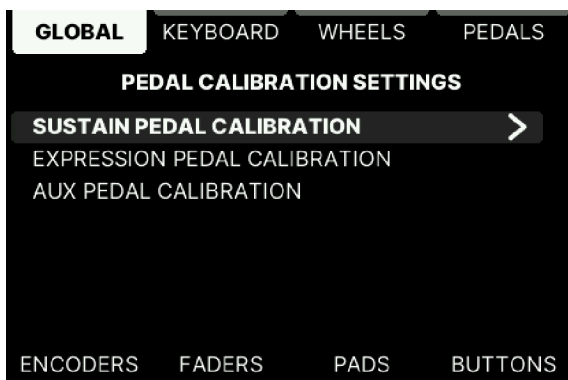 GLOBAL KEYBOARD WHEELS PEDALS
PEDAL CALIBRATION SETTINGS
SUSTAIN PEDAL CALIBRATION
EXPRESSION PEDAL CALIBRATION
AUX PEDAL CALIBRATION
ENCODERS FADERS PADS BUTTONS